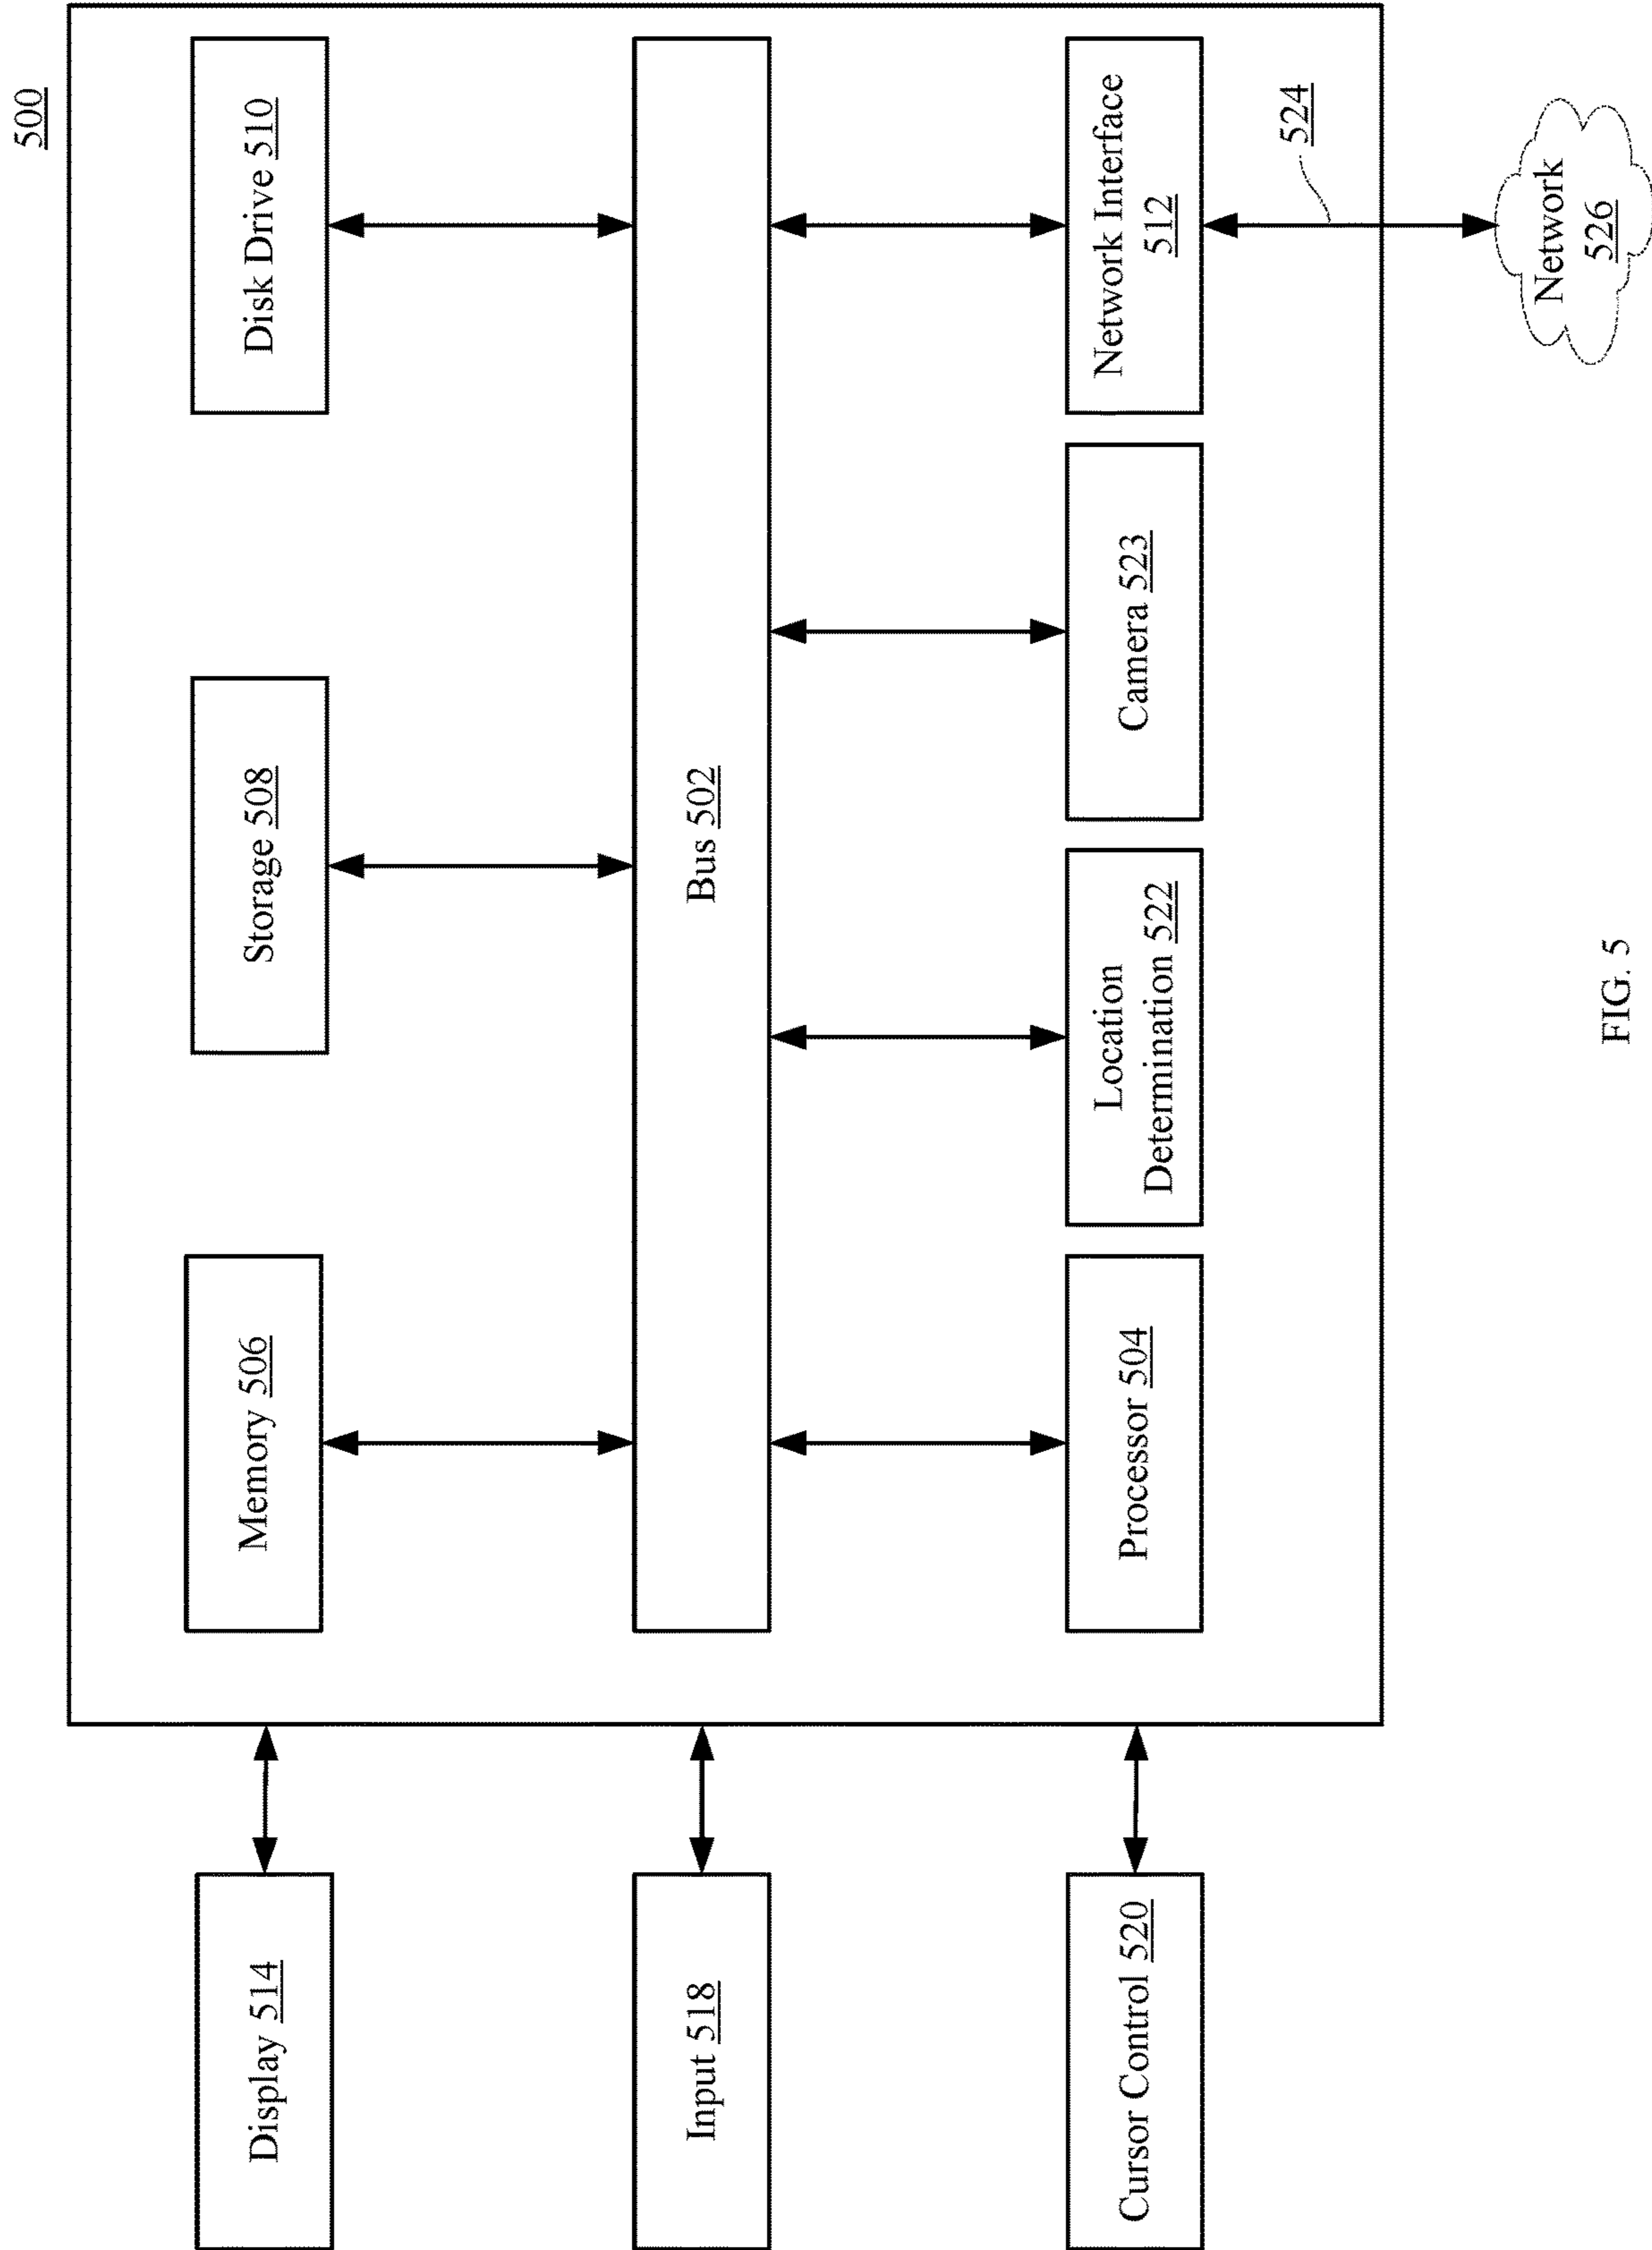 500
Display 514
Memory 506
Storage 508
Disk Drive 510
Input 518
Bus 502
Cursor Control 520
Processor 504
Location
Determination 522
Camera 523
Network Interface
512
524
Network
526
FIG. 5